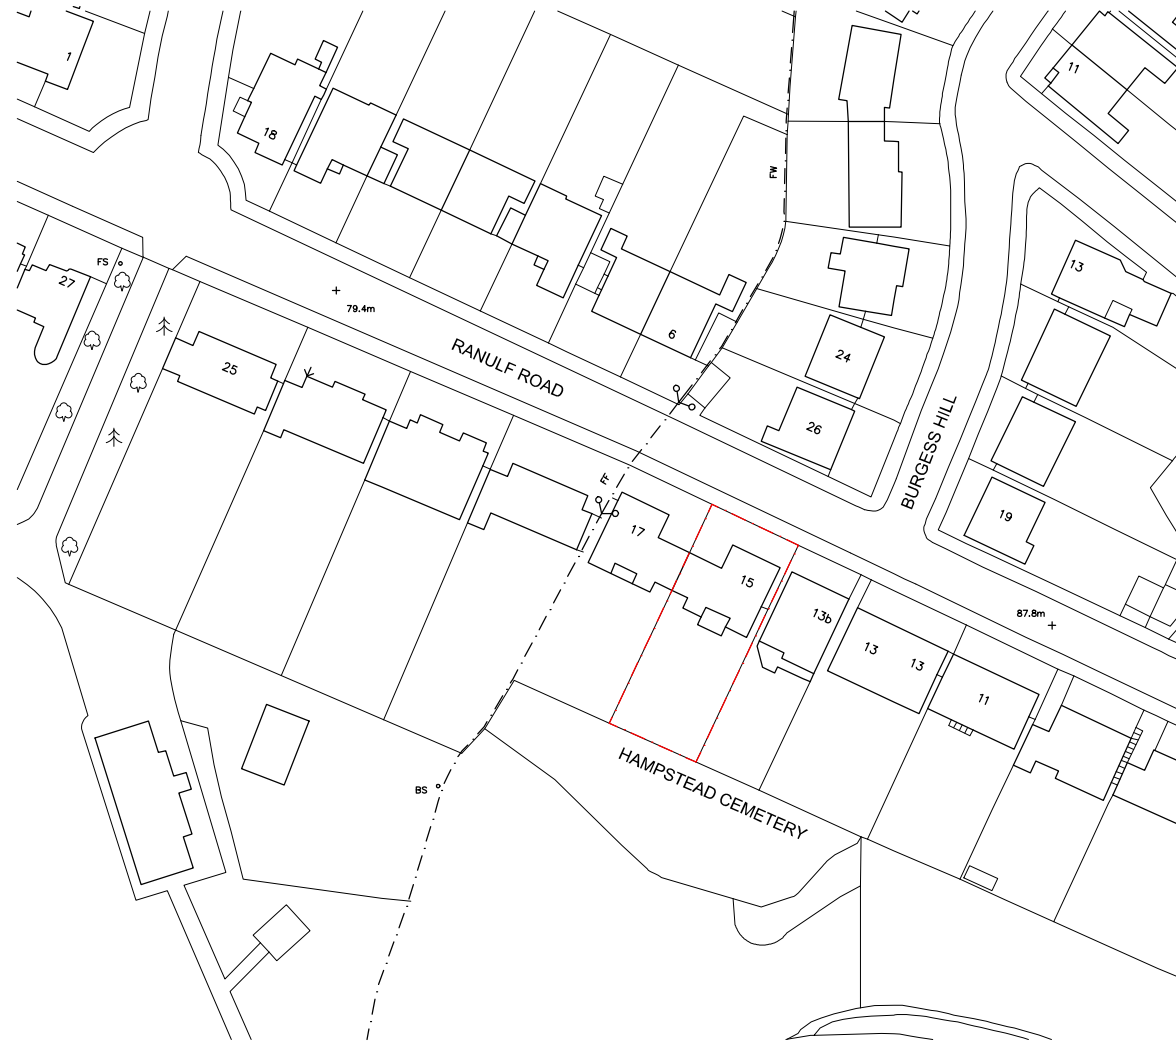 1
11
18
FW
FS
27
13
79.4m
RANULF ROAD
6
24
25
26
BURGESS HILL
FF
17
19
15
13b
87.8m
13
13
11
HAMPSTEAD CEMETERY
BS